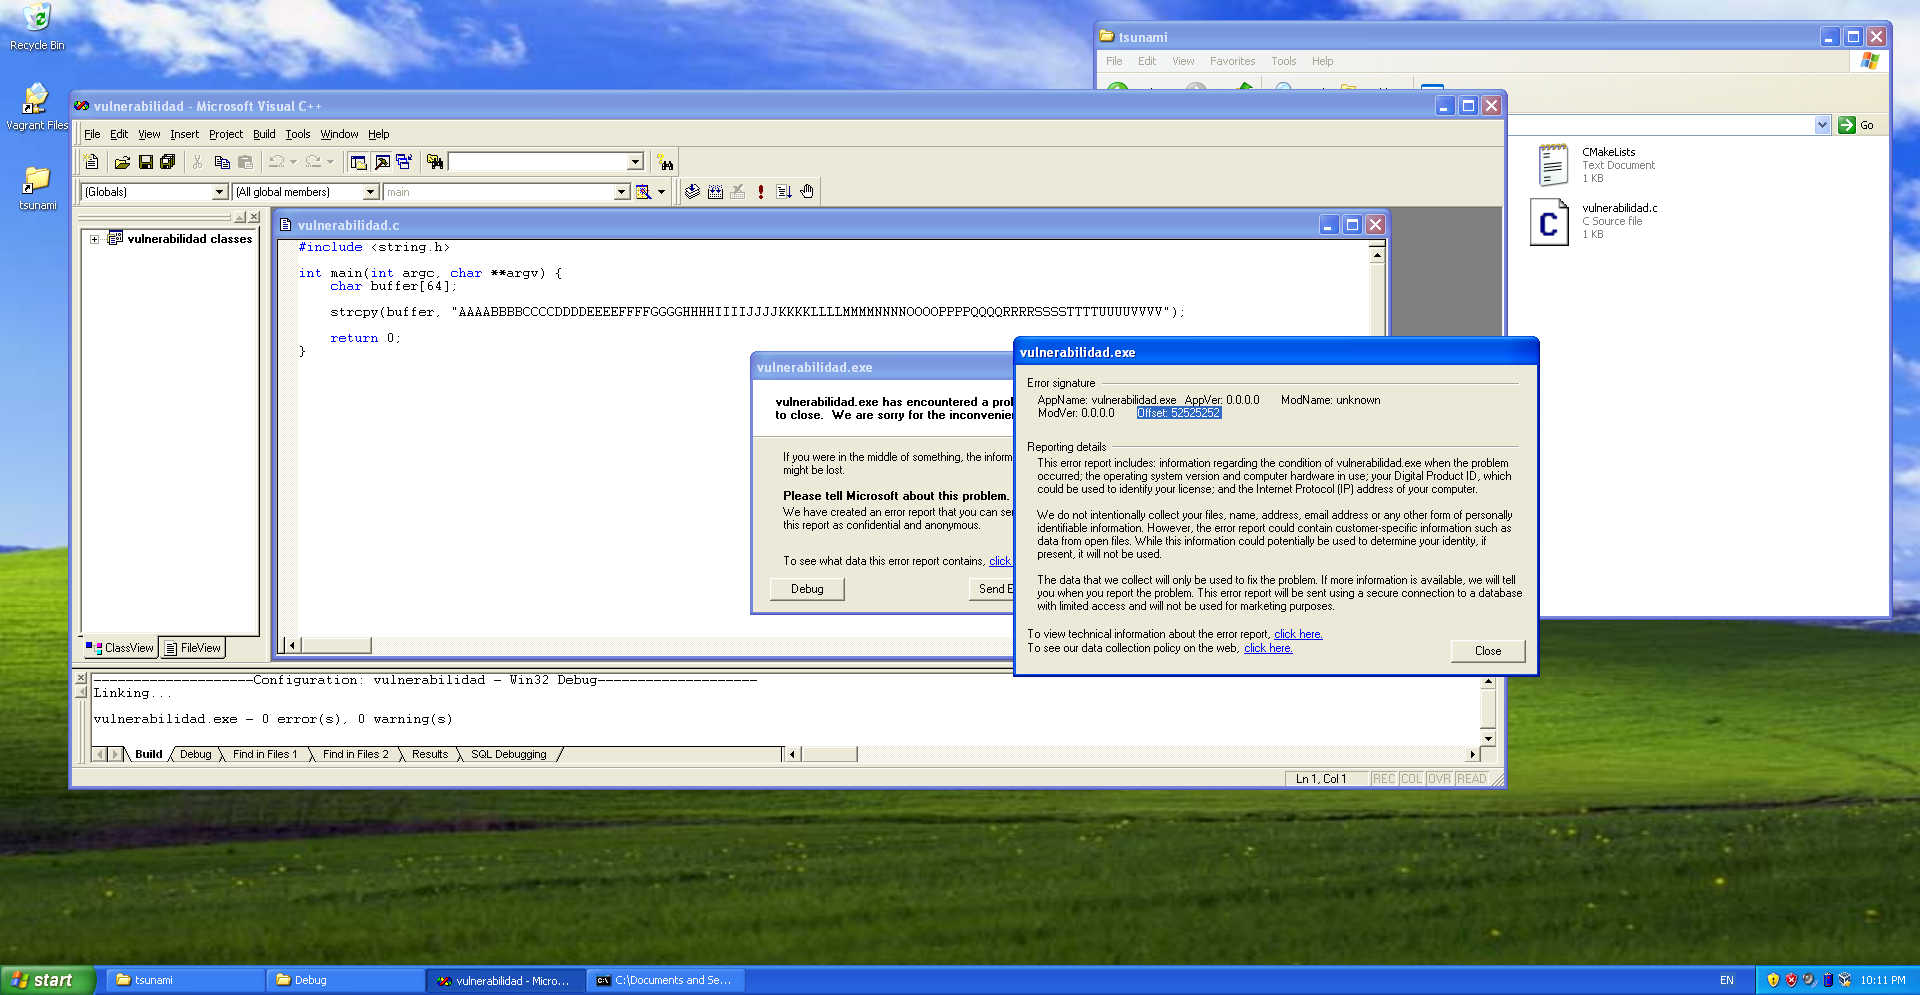 Recycle Bin
Vagrant Files
tsunami
tsunami
File Edit View Favorites Tools Help
Go
CMakeLists
Text Document
1 KB
vulnerabilidad.c
C Source file
1 KB
vulnerabilidad - Microsoft Visual C++
File Edit View Insert Project Build Tools Window Help
(Globals) (All global members) main
vulnerabilidad classes
ClassView FileView
vulnerabilidad.c
#include <string.h>
int main(int argc, char **argv) {
char buffer[64];
strcpy(buffer, "AAAABBBBCCCCDDDDEEEEFFFFGGGGHHHHIIIIJJJJKKKKLLLLMMMMNNNNOOOOPPPPQQQQRRRRSSSSTTTTUUUUVVVV");
return 0;
}
vulnerabilidad.exe
vulnerabilidad.exe has encountered a
to close. We are sorry for the
If you were in the middle of something, the
might be lost.
Please tell Microsoft about this problem.
We have created an error report that you can
this report as confidential and anonymous.
To see what data this error report contains, click
Debug Send
vulnerabilidad.exe
Error signature
AppName: vulnerabilidad.exe AppVer: 0.0.0.0 ModName: unknown
ModVer: 0.0.0.0 Offset: 52525252
Reporting details
This error report includes: information regarding the condition of vulnerabilidad.exe when the problem
occurred; the operating system version and computer hardware in use; your Digital Product ID, which
could be used to identify your license; and the Internet Protocol (IP) address of your computer.
We do not intentionally collect your files, name, address, email address or any other form of personally
identifiable information. However, the error report could contain customer-specific information such as
data from open files. While this information could potentially be used to determine your identity, if
present, it will not be used.
The data that we collect will only be used to fix the problem. If more information is available, we will tell
you when you report the problem. This error report will be sent using a secure connection to a database
with limited access and will not be used for marketing purposes.
To view technical information about the error report, click here.
To see our data collection policy on the web, click here.
Close
--------------------Configuration: vulnerabilidad - Win32 Debug--------------------
Linking...
vulnerabilidad.exe - 0 error(s), 0 warning(s)
Build Debug Find in Files 1 Find in Files 2 Results SQL Debugging
Ln 1, Col 1 REC COL OVR READ
start tsunami Debug vulnerabilidad - Micro... C:\Documents and Se... EN 10:11 PM